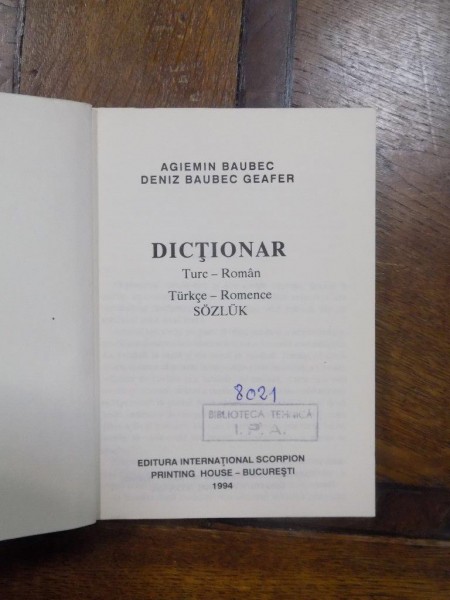 AGIEMIN BAUBEC
DENIZ BAUBEC GEAFER
DICŢIONAR
Turc – Român
Türkçe – Romence
SÖZLÜK
8021
BIBLIOTECA TEHNICĂ
I. P. A.
EDITURA INTERNAŢIONAL SCORPION
PRINTING HOUSE – BUCUREŞTI
1994